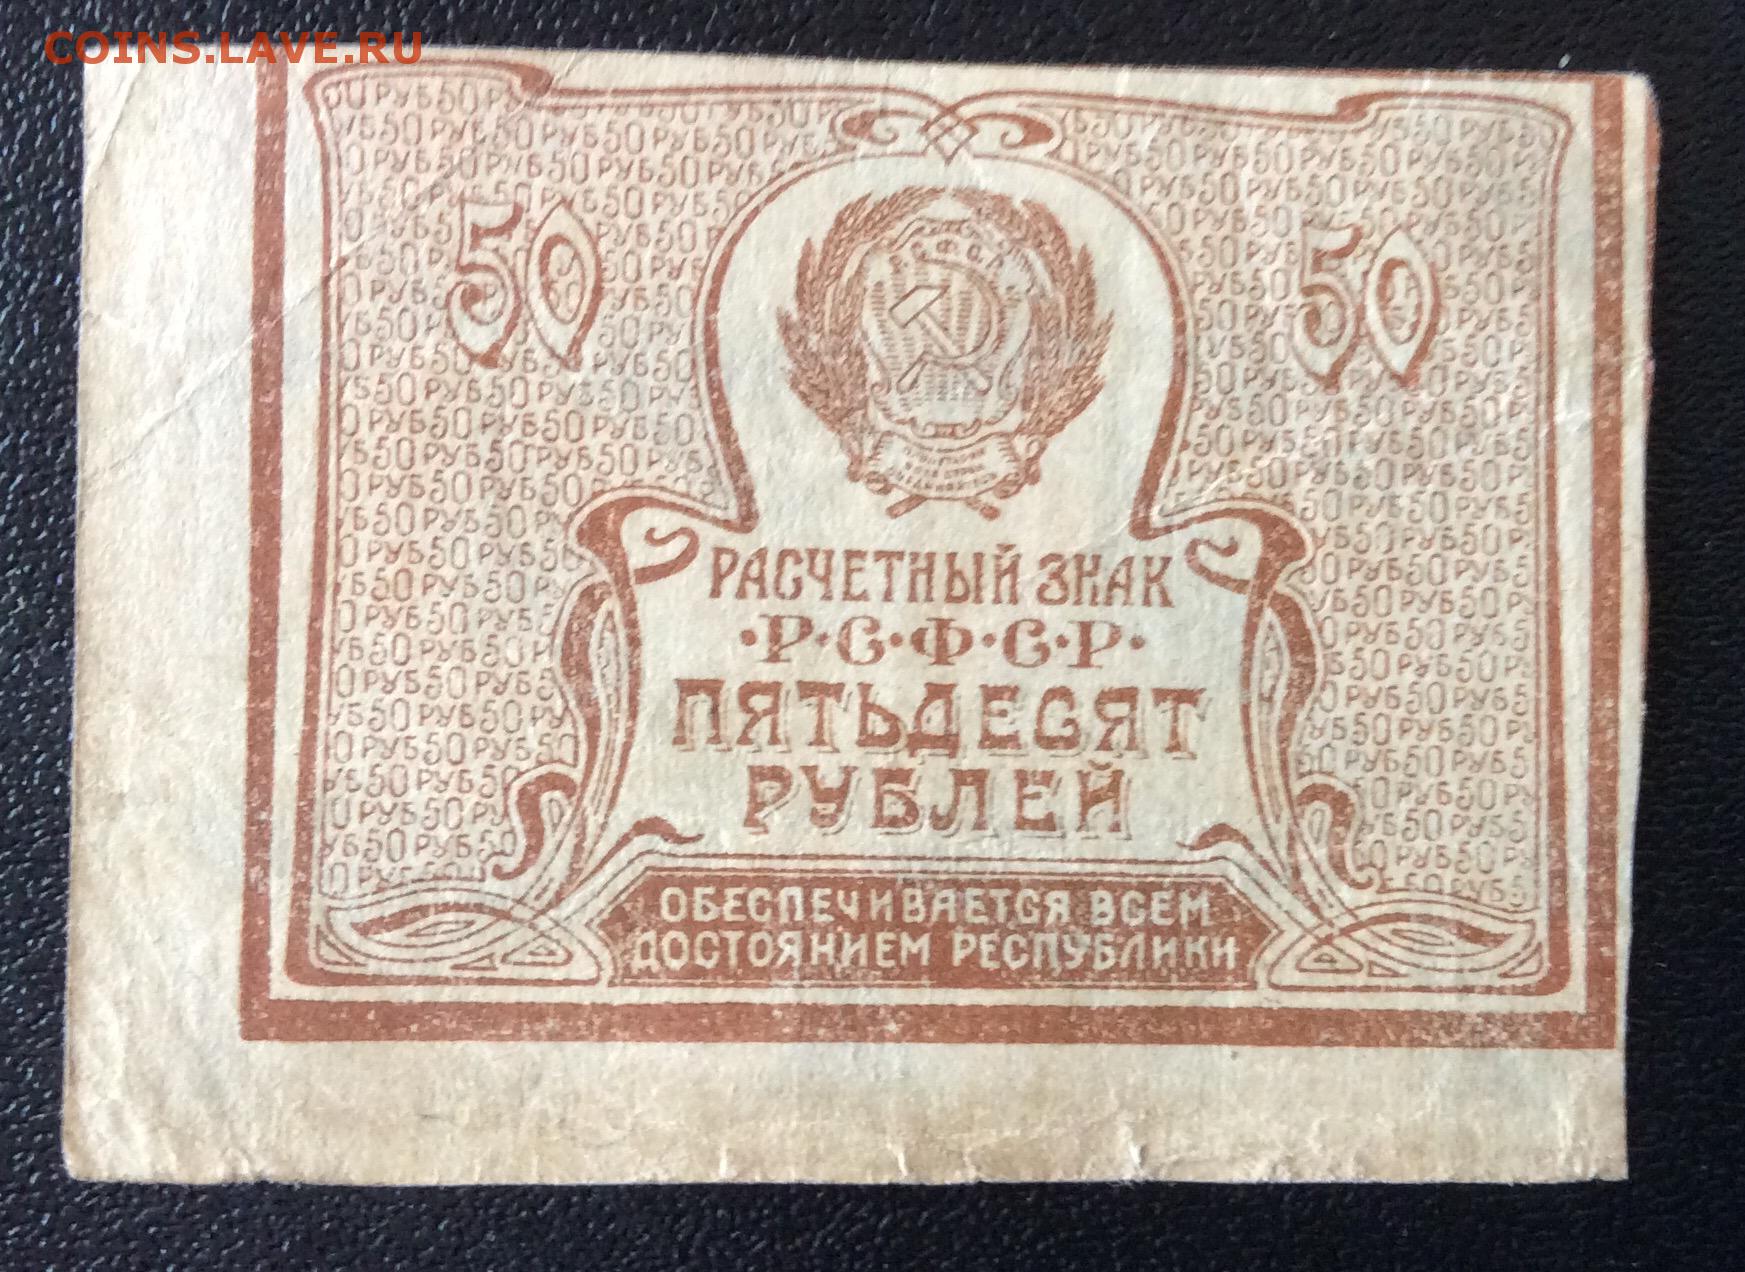 COINS.LAVE.RU
50 50
РАСЧЕТНЫЙ ЗНАК
·Р·С·Ф·С·Р·
ПЯТЬДЕСЯТ
РУБЛЕЙ
ОБЕСПЕЧИВАЕТСЯ ВСЕМ
ДОСТОЯНИЕМ РЕСПУБЛИКИ